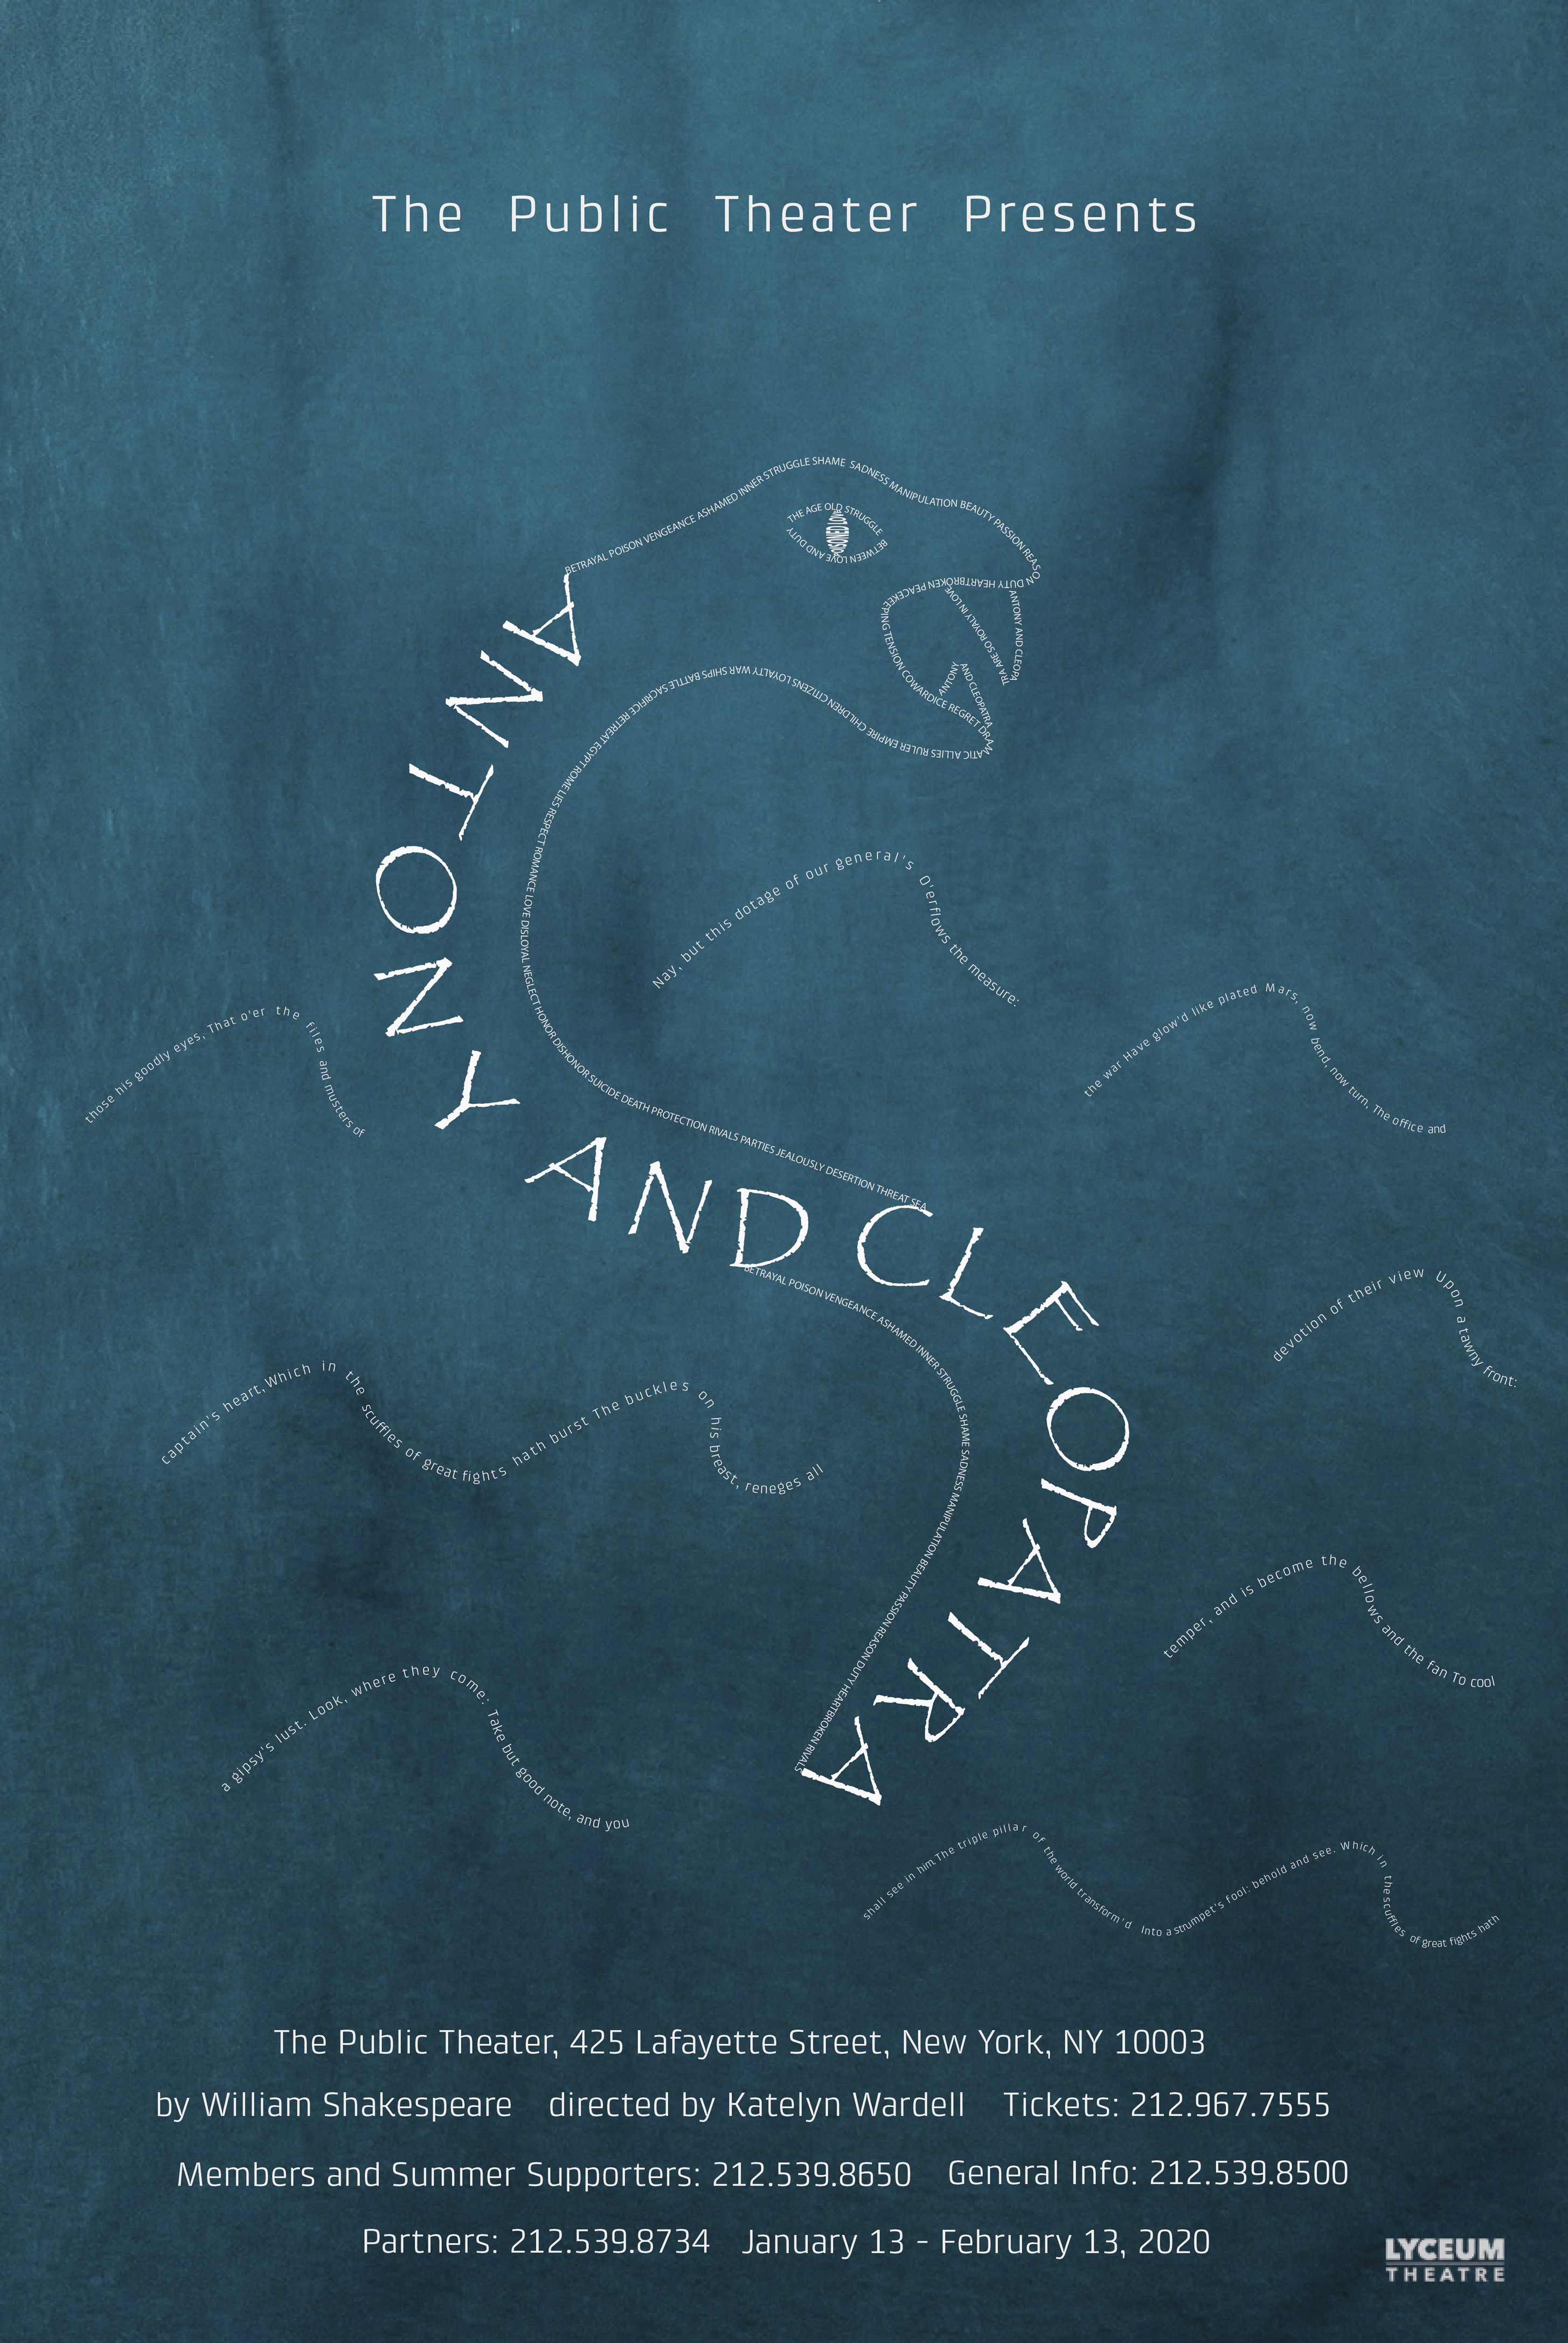 The Public Theater Presents
BETRAYAL POISON VENGEANCE ASHAMED INNER STRUGGLE SHAME SADNESS MANIPULATION BEAUTY PASSION REASON DUTY HEARTBROKEN PEACEKEEPING TENSION COWARDICE REGRET DRAMATIC ALLIES RULER EMPIRE CHILDREN CITIZENS LOYALTY WAR SHIPS BATTLE SACRIFICE RETREAT EGYPT ROME LIES RESPECT ROMANCE LOVE DISLOYAL NEGLECT HONOR DISHONOR SUICIDE DEATH PROTECTION RIVALS PARTIES JEALOUSLY DESERTION THREAT SEA
THE AGE OLD STRUGGLE
BETWEEN LOVE AND DUTY
ANTONY AND CLEOPATRA ARE SO ROYALY IN LOVE
ANTONY AND CLEOPATRA
ANTONY AND CLEOPATRA
BETRAYAL POISON VENGEANCE ASHAMED INNER STRUGGLE SHAME SADNESS MANIPULATION BEAUTY PASSION REASON DUTY HEARTBROKEN RIVALS
Nay, but this dotage of our general's O'erflows the measure:
those his goodly eyes, That o'er the files and musters of
the war Have glow'd like plated Mars, now bend, now turn, The office and
devotion of their view Upon a tawny front:
captain's heart, Which in the scuffles of great fights hath burst The buckles on his breast, reneges all
temper, and is become the bellows and the fan To cool
a gipsy's lust. Look, where they come: Take but good note, and you
shall see in him.The triple pillar of the world transform'd Into a strumpet's fool: behold and see. Which in the scuffles of great fights hath
The Public Theater, 425 Lafayette Street, New York, NY 10003
by William Shakespeare directed by Katelyn Wardell Tickets: 212.967.7555
Members and Summer Supporters: 212.539.8650 General Info: 212.539.8500
Partners: 212.539.8734 January 13 - February 13, 2020
LYCEUM
THEATRE